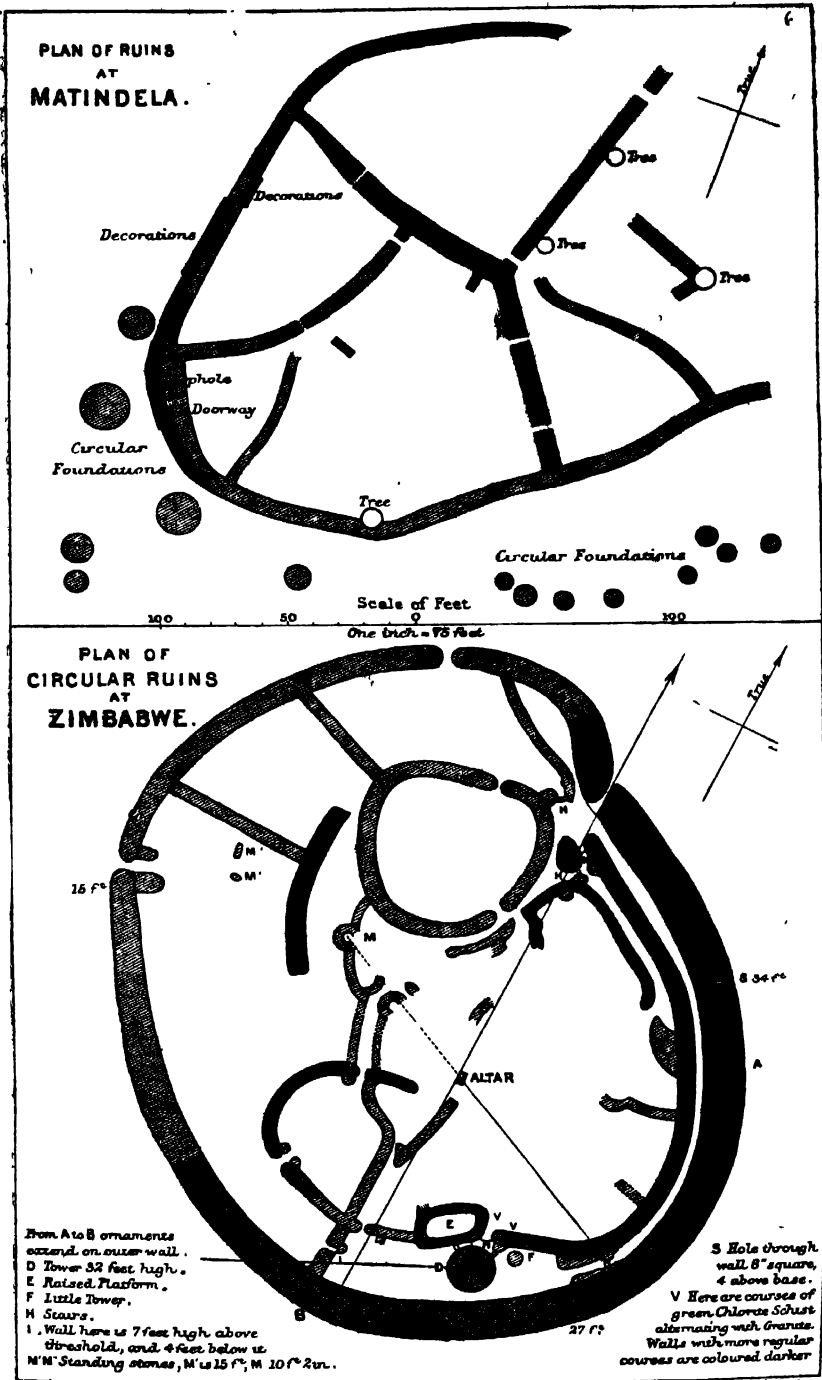 6
PLAN OF RUINS
AT
MATINDELA.
True
Tree
Decorations
Decorations
Tree
Tree
phole
Doorway
Circular
Foundations
Tree
Circular Foundations
Scale of Feet
100 50 0 100
One Inch = 75 feet
PLAN OF
CIRCULAR RUINS
AT
ZIMBABWE.
True
H
M'
M'
15 ft
M
H
S 34 ft
A
ALTAR
V
E
V
H
F
D
B
27 ft
From A to B ornaments
extend on outer wall.
D Tower 32 feet high.
E Raised Platform.
F Little Tower.
H Stairs.
I. Wall here is 7 feet high above
threshold, and 4 feet below it
M'M' Standing stones, M' is 15 ft, M 10 ft 2 in.
S Hole through
wall 8" square,
4 above base.
V Here are courses of
green Chlorite Schist
alternating with Granite.
Walls with more regular
courses are coloured darker